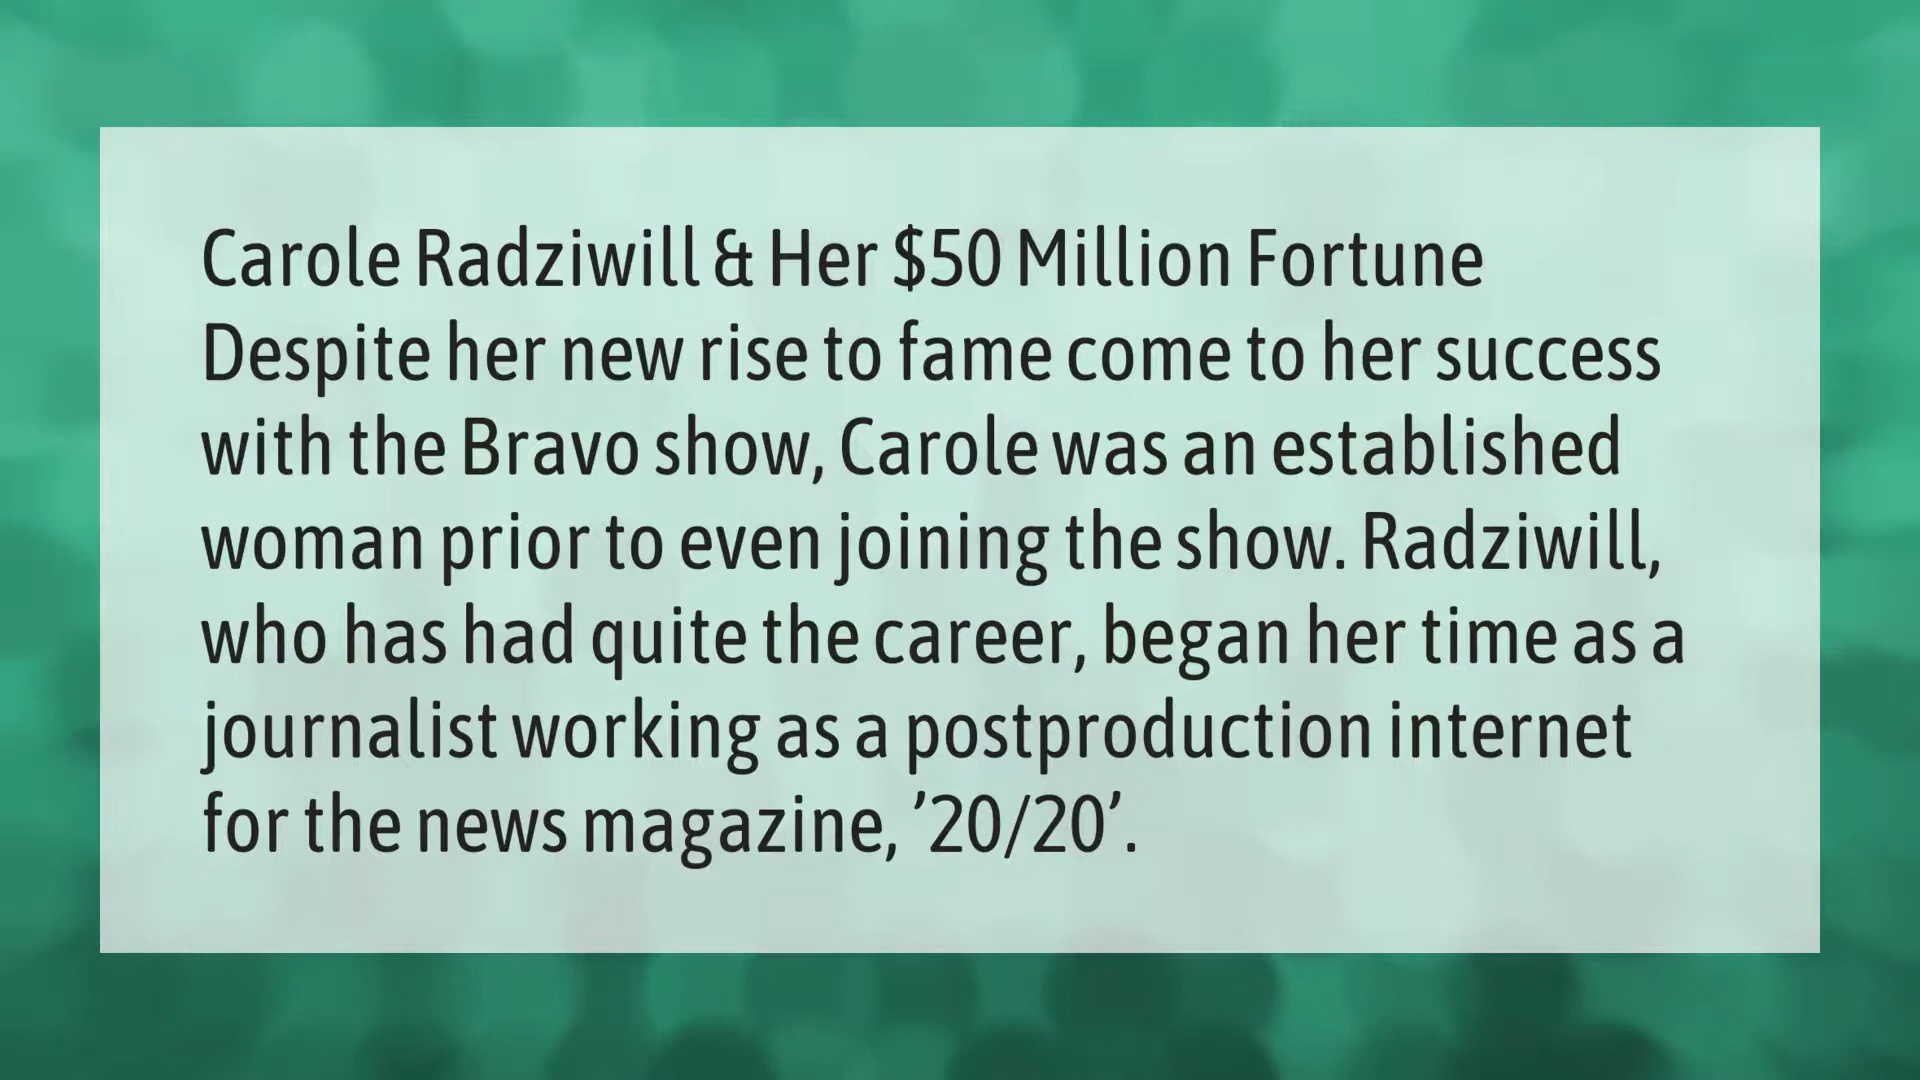 Carole Radziwill & Her $50 Million Fortune
Despite her new rise to fame come to her success
with the Bravo show, Carole was an established
woman prior to even joining the show. Radziwill,
who has had quite the career, began her time as a
journalist working as a postproduction internet
for the news magazine, ’20/20’.